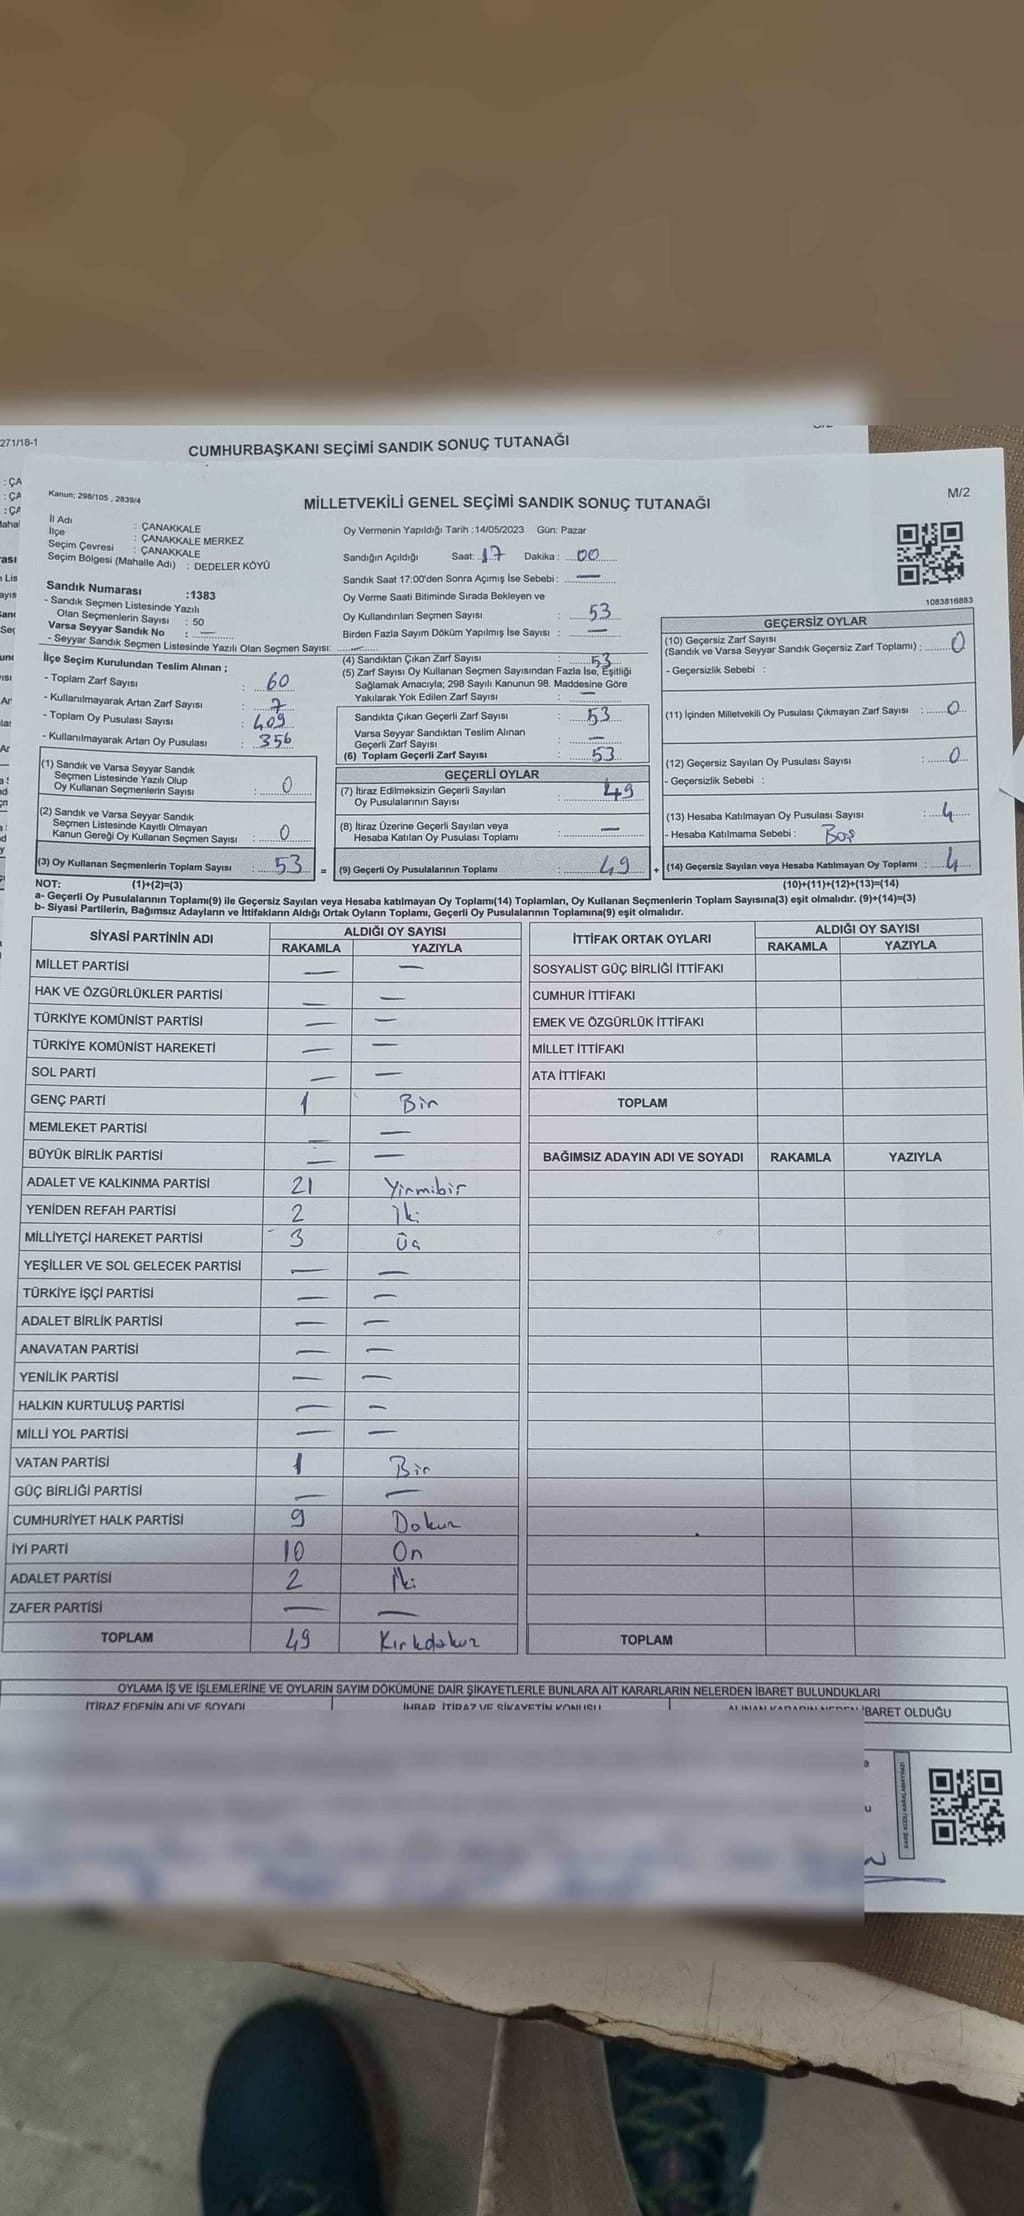 271/18-1
CUMHURBAŞKANI SEÇİMİ SANDIK SONUÇ TUTANAĞI
Kanun; 298/105 , 2839/4
MİLLETVEKİLİ GENEL SEÇİMİ SANDIK SONUÇ TUTANAĞI
M/2
İl Adı : ÇANAKKALE
İlçe : ÇANAKKALE MERKEZ
Seçim Çevresi : ÇANAKKALE
Seçim Bölgesi (Mahalle Adı) : DEDELER KÖYÜ
Sandık Numarası :1383
- Sandık Seçmen Listesinde Yazılı
Olan Seçmenlerin Sayısı : 50
Varsa Seyyar Sandık No : —
- Seyyar Sandık Seçmen Listesinde Yazılı Olan Seçmen Sayısı: —
Oy Vermenin Yapıldığı Tarih :14/05/2023 Gün: Pazar
Sandığın Açıldığı Saat: 17 Dakika : 00
Sandık Saat 17:00'den Sonra Açımış İse Sebebi : —
Oy Verme Saati Bitiminde Sırada Bekleyen ve
Oy Kullandırılan Seçmen Sayısı : 53
Birden Fazla Sayım Döküm Yapılmış İse Sayısı : —
1083816883
İlçe Seçim Kurulundan Teslim Alınan ;
- Toplam Zarf Sayısı : 60
- Kullanılmayarak Artan Zarf Sayısı : 7
- Toplam Oy Pusulası Sayısı : 409
- Kullanılmayarak Artan Oy Pusulası : 356
(1) Sandık ve Varsa Seyyar Sandık
Seçmen Listesinde Yazılı Olup
Oy Kullanan Seçmenlerin Sayısı : 0
(2) Sandık ve Varsa Seyyar Sandık
Seçmen Listesinde Kayıtlı Olmayan
Kanun Gereği Oy Kullanan Seçmen Sayısı : 0
(3) Oy Kullanan Seçmenlerin Toplam Sayısı : 53 =
(4) Sandıktan Çıkan Zarf Sayısı : 53
(5) Zarf Sayısı Oy Kullanan Seçmen Sayısından Fazla İse, Eşitliği
Sağlamak Amacıyla; 298 Sayılı Kanunun 98. Maddesine Göre
Yakılarak Yok Edilen Zarf Sayısı : —
Sandıkta Çıkan Geçerli Zarf Sayısı : 53
Varsa Seyyar Sandıktan Teslim Alınan
Geçerli Zarf Sayısı : —
(6) Toplam Geçerli Zarf Sayısı : 53
GEÇERLİ OYLAR
(7) İtiraz Edilmeksizin Geçerli Sayılan
Oy Pusulalarının Sayısı : 49
(8) İtiraz Üzerine Geçerli Sayılan veya
Hesaba Katılan Oy Pusulası Toplamı : —
(9) Geçerli Oy Pusulalarının Toplamı : 49 +
GEÇERSİZ OYLAR
(10) Geçersiz Zarf Sayısı
(Sandık ve Varsa Seyyar Sandık Geçersiz Zarf Toplamı) : 0
- Geçersizlik Sebebi :
(11) İçinden Milletvekili Oy Pusulası Çıkmayan Zarf Sayısı : 0
(12) Geçersiz Sayılan Oy Pusulası Sayısı : 0
- Geçersizlik Sebebi :
(13) Hesaba Katılmayan Oy Pusulası Sayısı : 4
- Hesaba Katılmama Sebebi : Boş
(14) Geçersiz Sayılan veya Hesaba Katılmayan Oy Toplamı : 4
NOT: (1)+(2)=(3) (10)+(11)+(12)+(13)=(14)
a- Geçerli Oy Pusulalarının Toplamı(9) ile Geçersiz Sayılan veya Hesaba katılmayan Oy Toplamı(14) Toplamları, Oy Kullanan Seçmenlerin Toplam Sayısına(3) eşit olmalıdır. (9)+(14)=(3)
b- Siyasi Partilerin, Bağımsız Adayların ve İttifakların Aldığı Ortak Oyların Toplamı, Geçerli Oy Pusulalarının Toplamına(9) eşit olmalıdır.
SİYASİ PARTİNİN ADI ALDIĞI OY SAYISI
RAKAMLA YAZIYLA
MİLLET PARTİSİ — —
HAK VE ÖZGÜRLÜKLER PARTİSİ — —
TÜRKİYE KOMÜNİST PARTİSİ — —
TÜRKİYE KOMÜNİST HAREKETİ — —
SOL PARTİ — —
GENÇ PARTİ 1 Bir
MEMLEKET PARTİSİ — —
BÜYÜK BİRLİK PARTİSİ — —
ADALET VE KALKINMA PARTİSİ 21 Yirmibir
YENİDEN REFAH PARTİSİ 2 İki
MİLLİYETÇİ HAREKET PARTİSİ 3 Üç
YEŞİLLER VE SOL GELECEK PARTİSİ — —
TÜRKİYE İŞÇİ PARTİSİ — —
ADALET BİRLİK PARTİSİ — —
ANAVATAN PARTİSİ — —
YENİLİK PARTİSİ — —
HALKIN KURTULUŞ PARTİSİ — —
MİLLİ YOL PARTİSİ — —
VATAN PARTİSİ 1 Bir
GÜÇ BİRLİĞİ PARTİSİ — —
CUMHURİYET HALK PARTİSİ 9 Dokuz
İYİ PARTİ 10 On
ADALET PARTİSİ 2 İki
ZAFER PARTİSİ — —
TOPLAM 49 Kırkdokuz
İTTİFAK ORTAK OYLARI ALDIĞI OY SAYISI
RAKAMLA YAZIYLA
SOSYALİST GÜÇ BİRLİĞİ İTTİFAKI
CUMHUR İTTİFAKI
EMEK VE ÖZGÜRLÜK İTTİFAKI
MİLLET İTTİFAKI
ATA İTTİFAKI
TOPLAM
BAĞIMSIZ ADAYIN ADI VE SOYADI RAKAMLA YAZIYLA
TOPLAM
OYLAMA İŞ VE İŞLEMLERİNE VE OYLARIN SAYIM DÖKÜMÜNE DAİR ŞİKAYETLERLE BUNLARA AİT KARARLARIN NELERDEN İBARET BULUNDUKLARI
İTİRAZ EDENİN ADI VE SOYADI İHBAR, İTİRAZ VE ŞİKAYETİN KONUSU ALINAN KARARIN NEDEN İBARET OLDUĞU